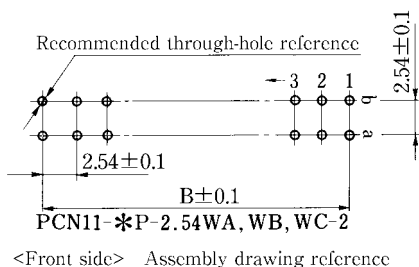 Recommended through-hole reference
2.54±0.1
3 2 1
b
a
2.54±0.1
B±0.1
PCN11-*P-2.54WA, WB, WC-2
<Front side> Assembly drawing reference